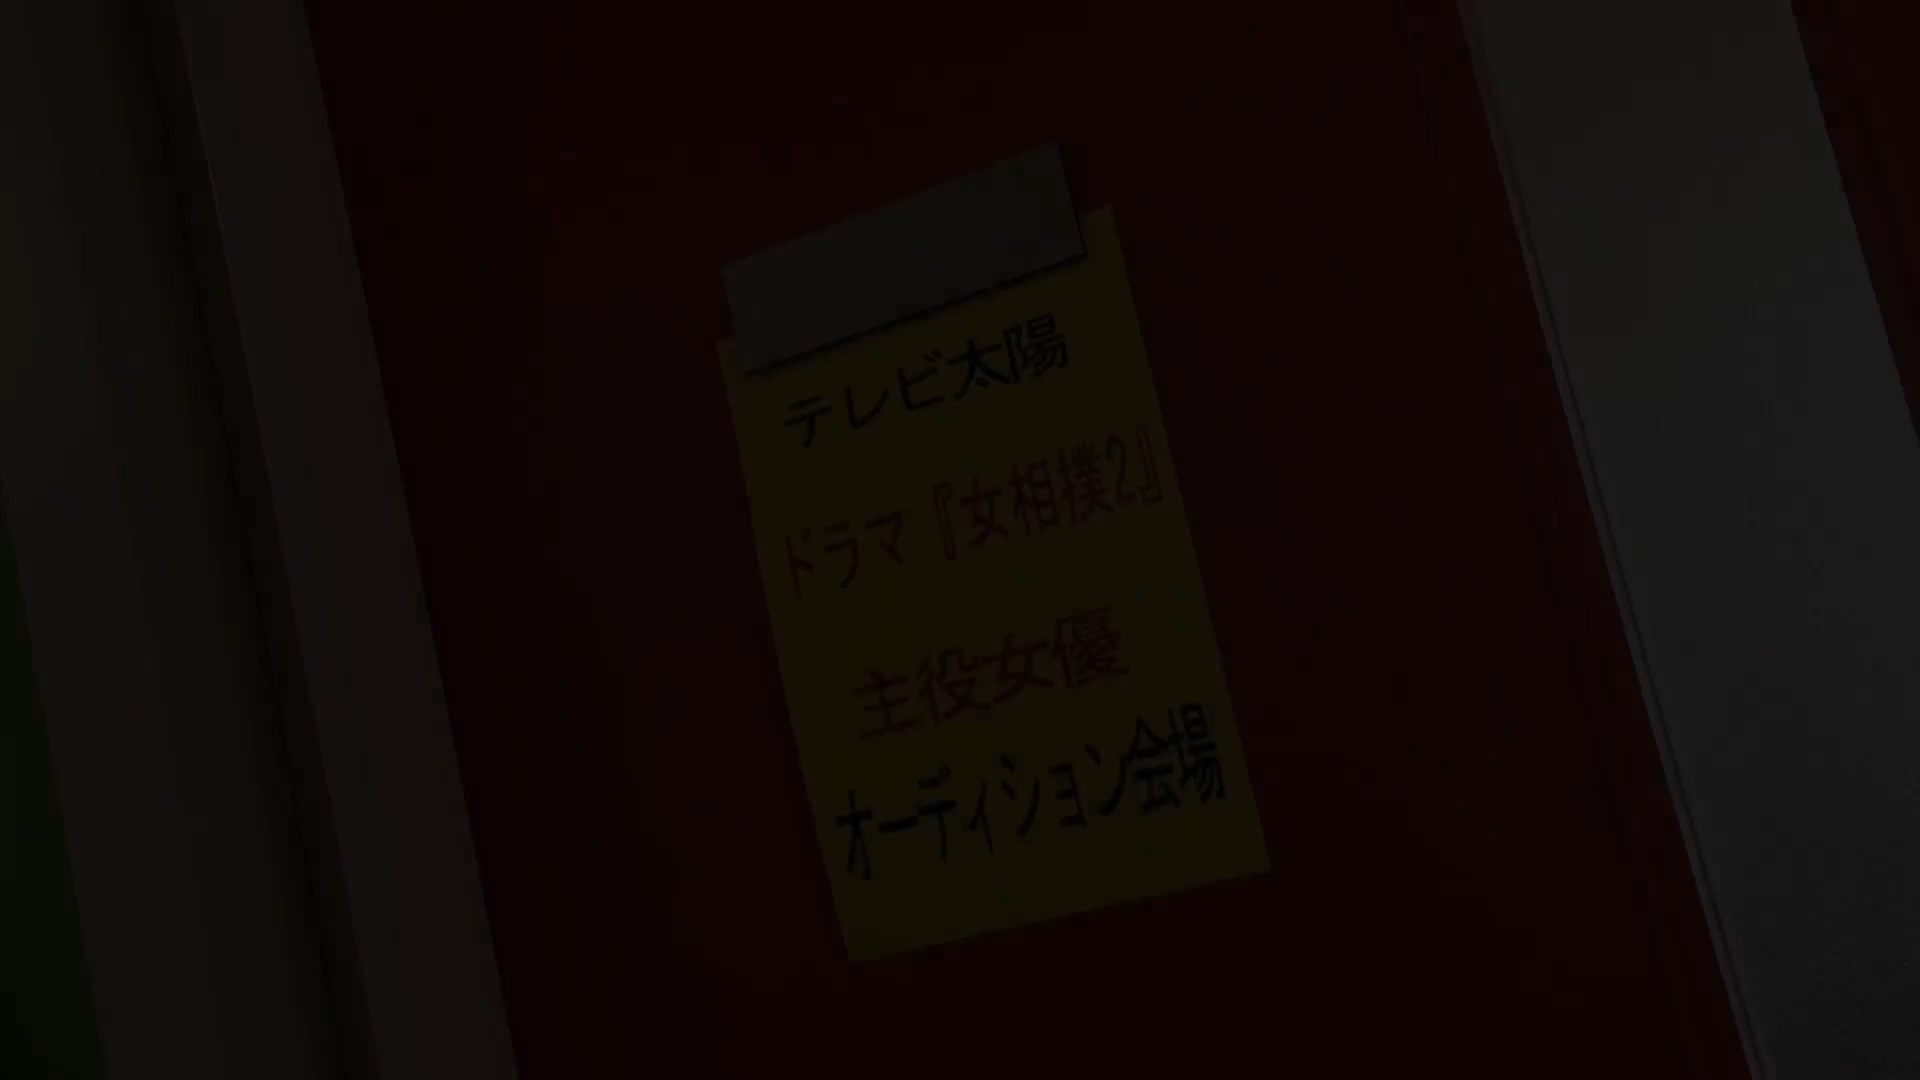 テレビ太陽
ドラマ『女相撲2』
主役女優
オーディション会場